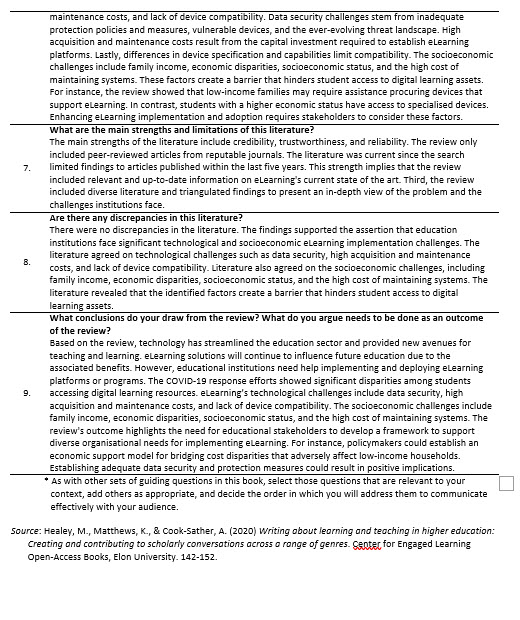 maintenance costs, and lack of device compatibility. Data security challenges stem from inadequate
protection policies and measures, vulnerable devices, and the ever-evolving threat landscape. High
acquisition and maintenance costs result from the capital investment required to establish eLearning
platforms. Lastly, differences in device specification and capabilities limit compatibility. The socioeconomic
challenges include family income, economic disparities, socioeconomic status, and the high cost of
maintaining systems. These factors create a barrier that hinders student access to digital learning assets.
For instance, the review showed that low-income families may require assistance procuring devices that
support eLearning. In contrast, students with a higher economic status have access to specialised devices.
Enhancing eLearning implementation and adoption requires stakeholders to consider these factors.
What are the main strengths and limitations of this literature?
The main strengths of the literature include credibility, trustworthiness, and reliability. The review only
included peer-reviewed articles from reputable journals. The literature was current since the search
7. limited findings to articles published within the last five years. This strength implies that the review
included relevant and up-to-date information on eLearning's current state of the art. Third, the review
included diverse literature and triangulated findings to present an in-depth view of the problem and the
challenges institutions face.
Are there any discrepancies in this literature?
There were no discrepancies in the literature. The findings supported the assertion that education
institutions face significant technological and socioeconomic eLearning implementation challenges. The
literature agreed on technological challenges such as data security, high acquisition and maintenance
8. costs, and lack of device compatibility. Literature also agreed on the socioeconomic challenges, including
family income, economic disparities, socioeconomic status, and the high cost of maintaining systems. The
literature revealed that the identified factors create a barrier that hinders student access to digital
learning assets.
What conclusions do your draw from the review? What do you argue needs to be done as an outcome
of the review?
Based on the review, technology has streamlined the education sector and provided new avenues for
teaching and learning. eLearning solutions will continue to influence future education due to the
associated benefits. However, educational institutions need help implementing and deploying eLearning
platforms or programs. The COVID-19 response efforts showed significant disparities among students
9. accessing digital learning resources. eLearning's technological challenges include data security, high
acquisition and maintenance costs, and lack of device compatibility. The socioeconomic challenges include
family income, economic disparities, socioeconomic status, and the high cost of maintaining systems. The
review's outcome highlights the need for educational stakeholders to develop a framework to support
diverse organisational needs for implementing eLearning. For instance, policymakers could establish an
economic support model for bridging cost disparities that adversely affect low-income households.
Establishing adequate data security and protection measures could result in positive implications.
* As with other sets of guiding questions in this book, select those questions that are relevant to your
context, add others as appropriate, and decide the order in which you will address them to communicate
effectively with your audience.
Source: Healey, M., Matthews, K., & Cook-Sather, A. (2020) Writing about learning and teaching in higher education:
Creating and contributing to scholarly conversations across a range of genres. Center for Engaged Learning
Open-Access Books, Elon University. 142-152.